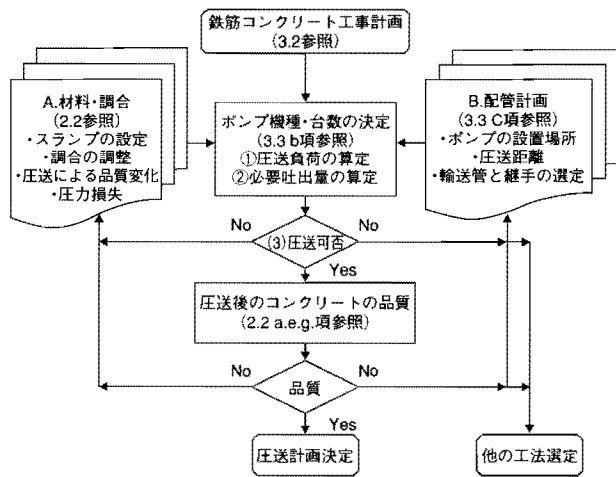 鉄筋コンクリート工事計画
(3.2参照)
A.材料・調合
(2.2参照)
・スランプの設定
・調合の調整
・圧送による品質変化
・圧力損失
ポンプ機種・台数の決定
(3.3 b項参照)
①圧送負荷の算定
②必要吐出量の算定
B.配管計画
(3.3 C項参照)
・ポンプの設置場所
・圧送距離
・輸送管と継手の選定
No
(3)圧送可否
No
Yes
圧送後のコンクリートの品質
(2.2 a.e.g.項参照)
No
品質
No
Yes
圧送計画決定
他の工法選定